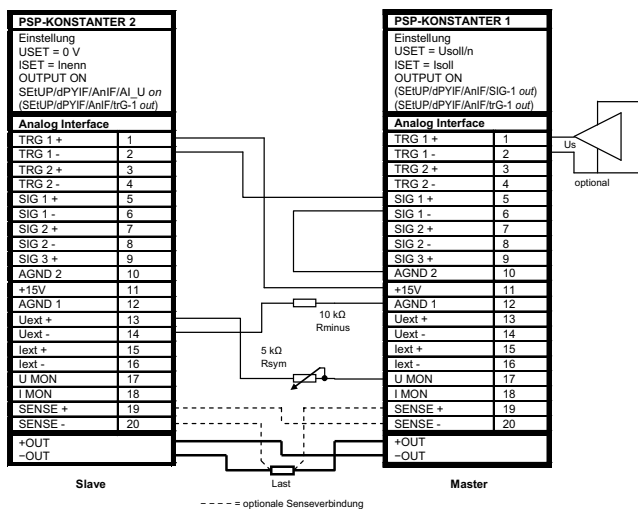 PSP-KONSTANTER 2
Einstellung
USET = 0 V
ISET = Inenn
OUTPUT ON
SEtUP/dPYIF/AnIF/AI_U on
(SEtUP/dPYIF/AnIF/trG-1 out)
Analog Interface
TRG 1 + 1
TRG 1 - 2
TRG 2 + 3
TRG 2 - 4
SIG 1 + 5
SIG 1 - 6
SIG 2 + 7
SIG 2 - 8
SIG 3 + 9
AGND 2 10
+15V 11
AGND 1 12
Uext + 13
Uext - 14
Iext + 15
Iext - 16
U MON 17
I MON 18
SENSE + 19
SENSE - 20
+OUT
−OUT
Slave
10 kΩ
Rminus
5 kΩ
Rsym
Last
PSP-KONSTANTER 1
Einstellung
USET = Usoll/n
ISET = Isoll
OUTPUT ON
(SEtUP/dPYIF/AnIF/SIG-1 out)
(SEtUP/dPYIF/AnIF/trG-1 out)
Analog Interface
TRG 1 + 1
TRG 1 - 2
TRG 2 + 3
TRG 2 - 4
SIG 1 + 5
SIG 1 - 6
SIG 2 + 7
SIG 2 - 8
SIG 3 + 9
AGND 2 10
+15V 11
AGND 1 12
Uext + 13
Uext - 14
Iext + 15
Iext - 16
U MON 17
I MON 18
SENSE + 19
SENSE - 20
+OUT
−OUT
Master
Us
optional
- - - - - = optionale Senseverbindung